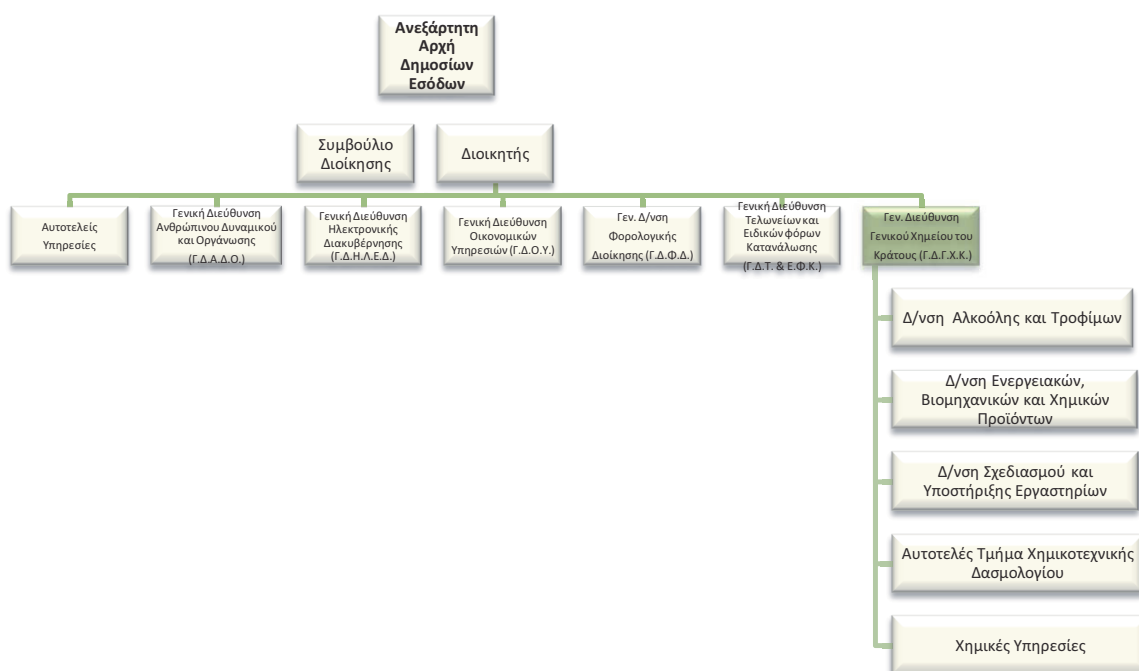 Ανεξάρτητη
Αρχή
Δημοσίων
Εσόδων
Συμβούλιο
Διοίκησης
Διοικητής
Αυτοτελείς
Υπηρεσίες
Γενική Διεύθυνση
Ανθρώπινου Δυναμικού
και Οργάνωσης
(Γ.Δ.Α.Δ.Ο.)
Γενική Διεύθυνση
Ηλεκτρονικής
Διακυβέρνησης
(Γ.Δ.Η.Λ.Ε.Δ.)
Γενική Διεύθυνση
Οικονομικών
Υπηρεσιών (Γ.Δ.Ο.Υ.)
Γεν. Δ/νση
Φορολογικής
Διοίκησης (Γ.Δ.Φ.Δ.)
Γενική Διεύθυνση
Τελωνείων και
Ειδικών φόρων
Κατανάλωσης
(Γ.Δ.Τ. & Ε.Φ.Κ.)
Γεν. Διεύθυνση
Γενικού Χημείου του
Κράτους (Γ.Δ.Γ.Χ.Κ.)
Δ/νση Αλκοόλης και Τροφίμων
Δ/νση Ενεργειακών,
Βιομηχανικών και Χημικών
Προϊόντων
Δ/νση Σχεδιασμού και
Υποστήριξης Εργαστηρίων
Αυτοτελές Τμήμα Χημικοτεχνικής
Δασμολογίου
Χημικές Υπηρεσίες